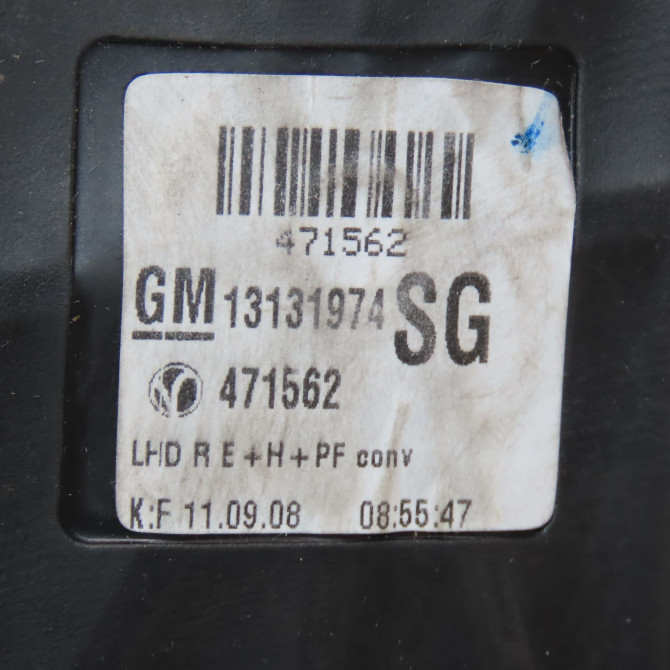 471562
GM 13131974 SG
471562
LHD R E+H+PF conv
K:F 11.09.08 08:55:47